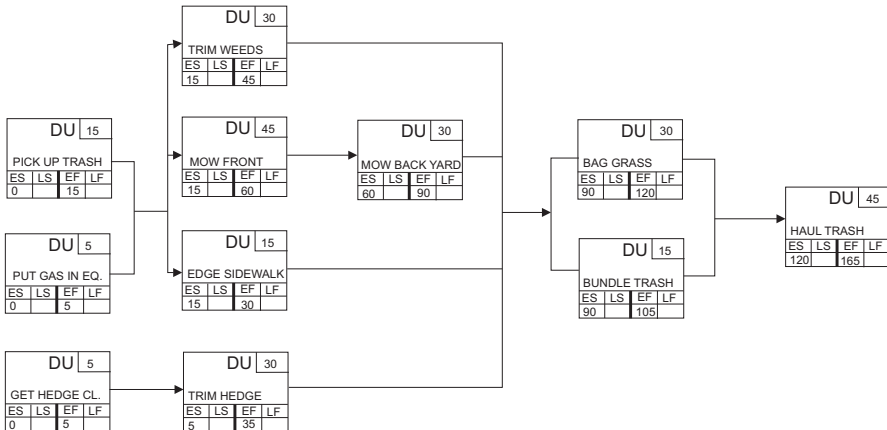 DU 30
TRIM WEEDS
ES LS EF LF
15 45
DU 15
PICK UP TRASH
ES LS EF LF
0 15
DU 45
MOW FRONT
ES LS EF LF
15 60
DU 30
MOW BACK YARD
ES LS EF LF
60 90
DU 30
BAG GRASS
ES LS EF LF
90 120
DU 45
HAUL TRASH
ES LS EF LF
120 165
DU 5
PUT GAS IN EQ.
ES LS EF LF
0 5
DU 15
EDGE SIDEWALK
ES LS EF LF
15 30
DU 15
BUNDLE TRASH
ES LS EF LF
90 105
DU 5
GET HEDGE CL.
ES LS EF LF
0 5
DU 30
TRIM HEDGE
ES LS EF LF
5 35